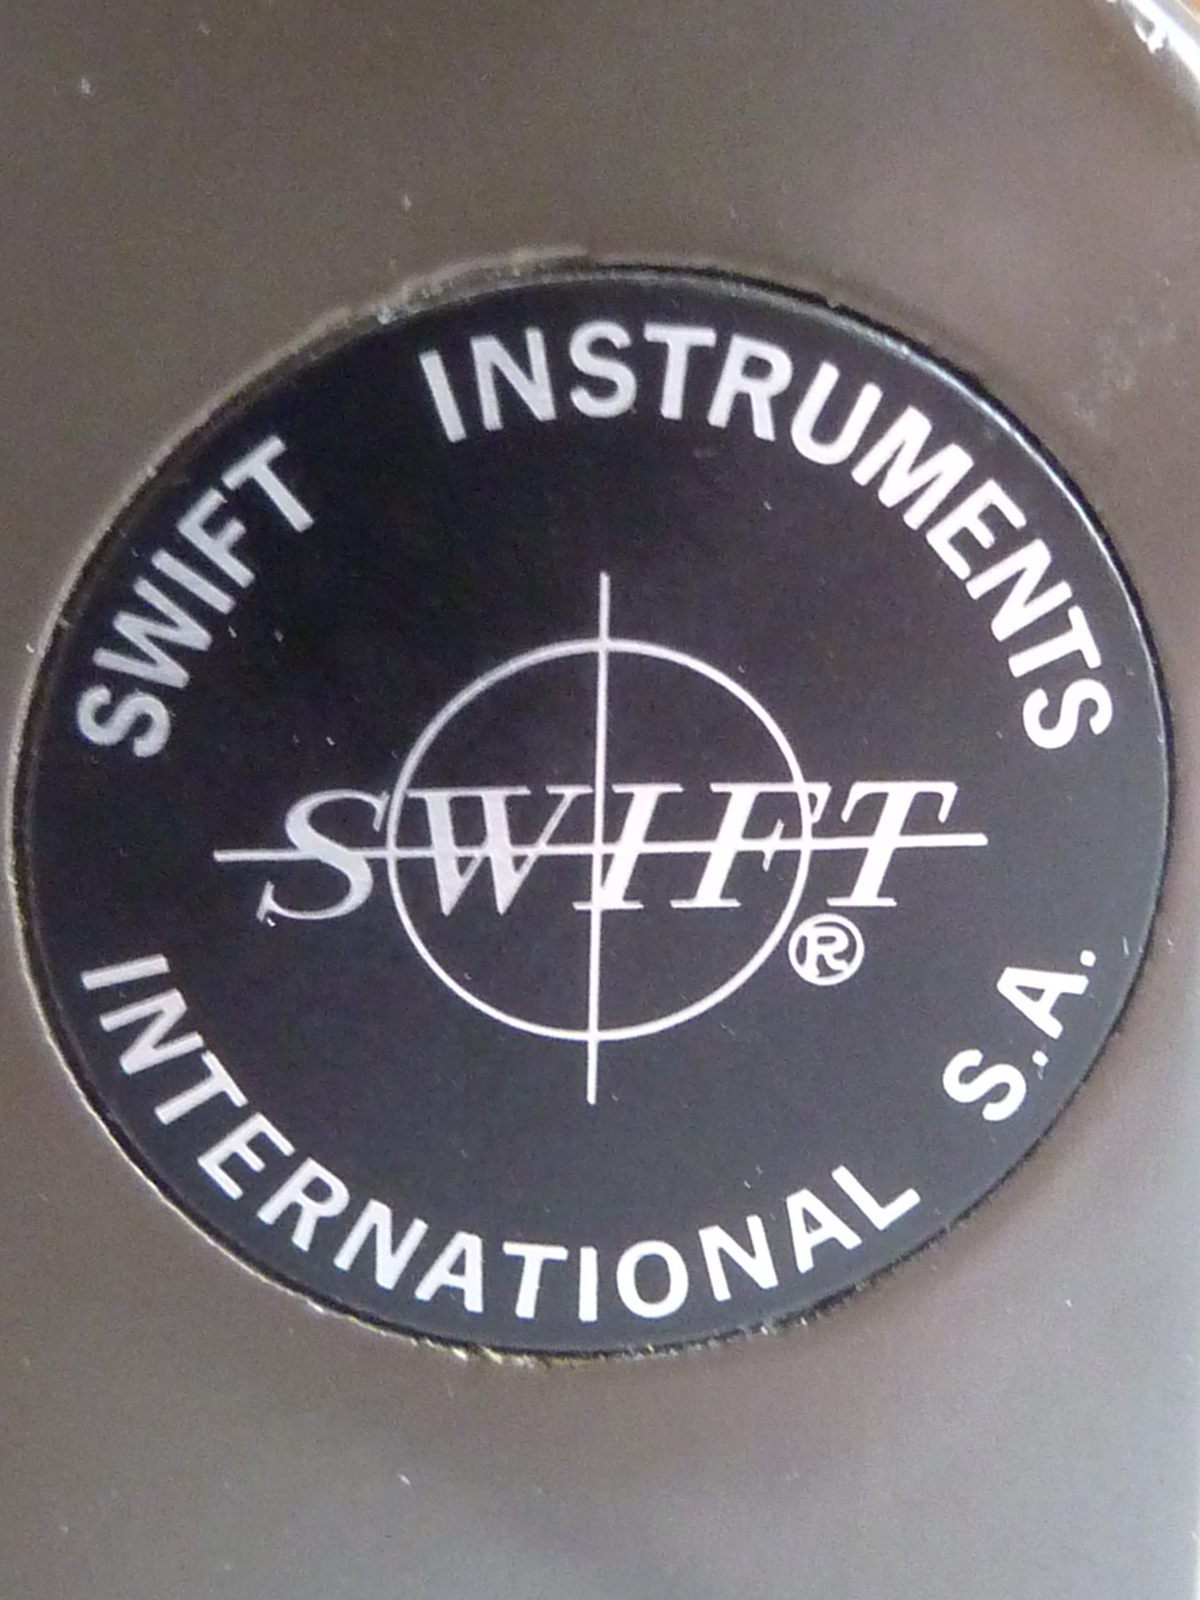 SWIFT INSTRUMENTS
SWIFT
®
INTERNATIONAL S.A.